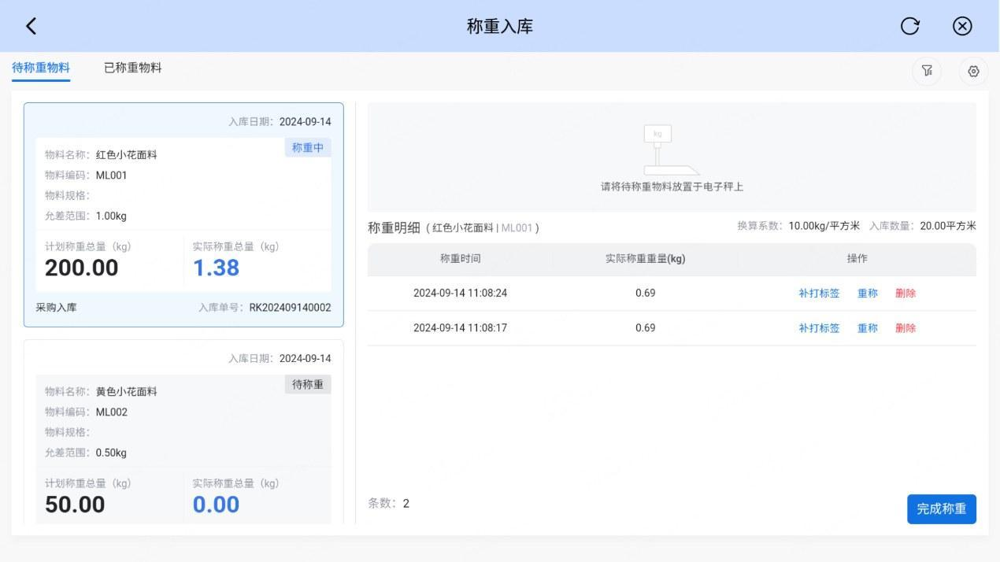 称重入库
待称重物料 已称重物料
入库日期：2024-09-14
称重中
物料名称：红色小花面料
物料编码：ML001
物料规格：
允差范围：1.00kg
计划称重总量（kg） 实际称重总量（kg）
200.00 1.38
采购入库 入库单号：RK202409140002
入库日期：2024-09-14
待称重
物料名称：黄色小花面料
物料编码：ML002
物料规格：
允差范围：0.50kg
计划称重总量（kg） 实际称重总量（kg）
50.00 0.00
kg
请将待称重物料放置于电子秤上
称重明细（红色小花面料 | ML001） 换算系数：10.00kg/平方米 入库数量：20.00平方米
称重时间 实际称重重量(kg) 操作
2024-09-14 11:08:24 0.69 补打标签 重称 删除
2024-09-14 11:08:17 0.69 补打标签 重称 删除
条数：2
完成称重